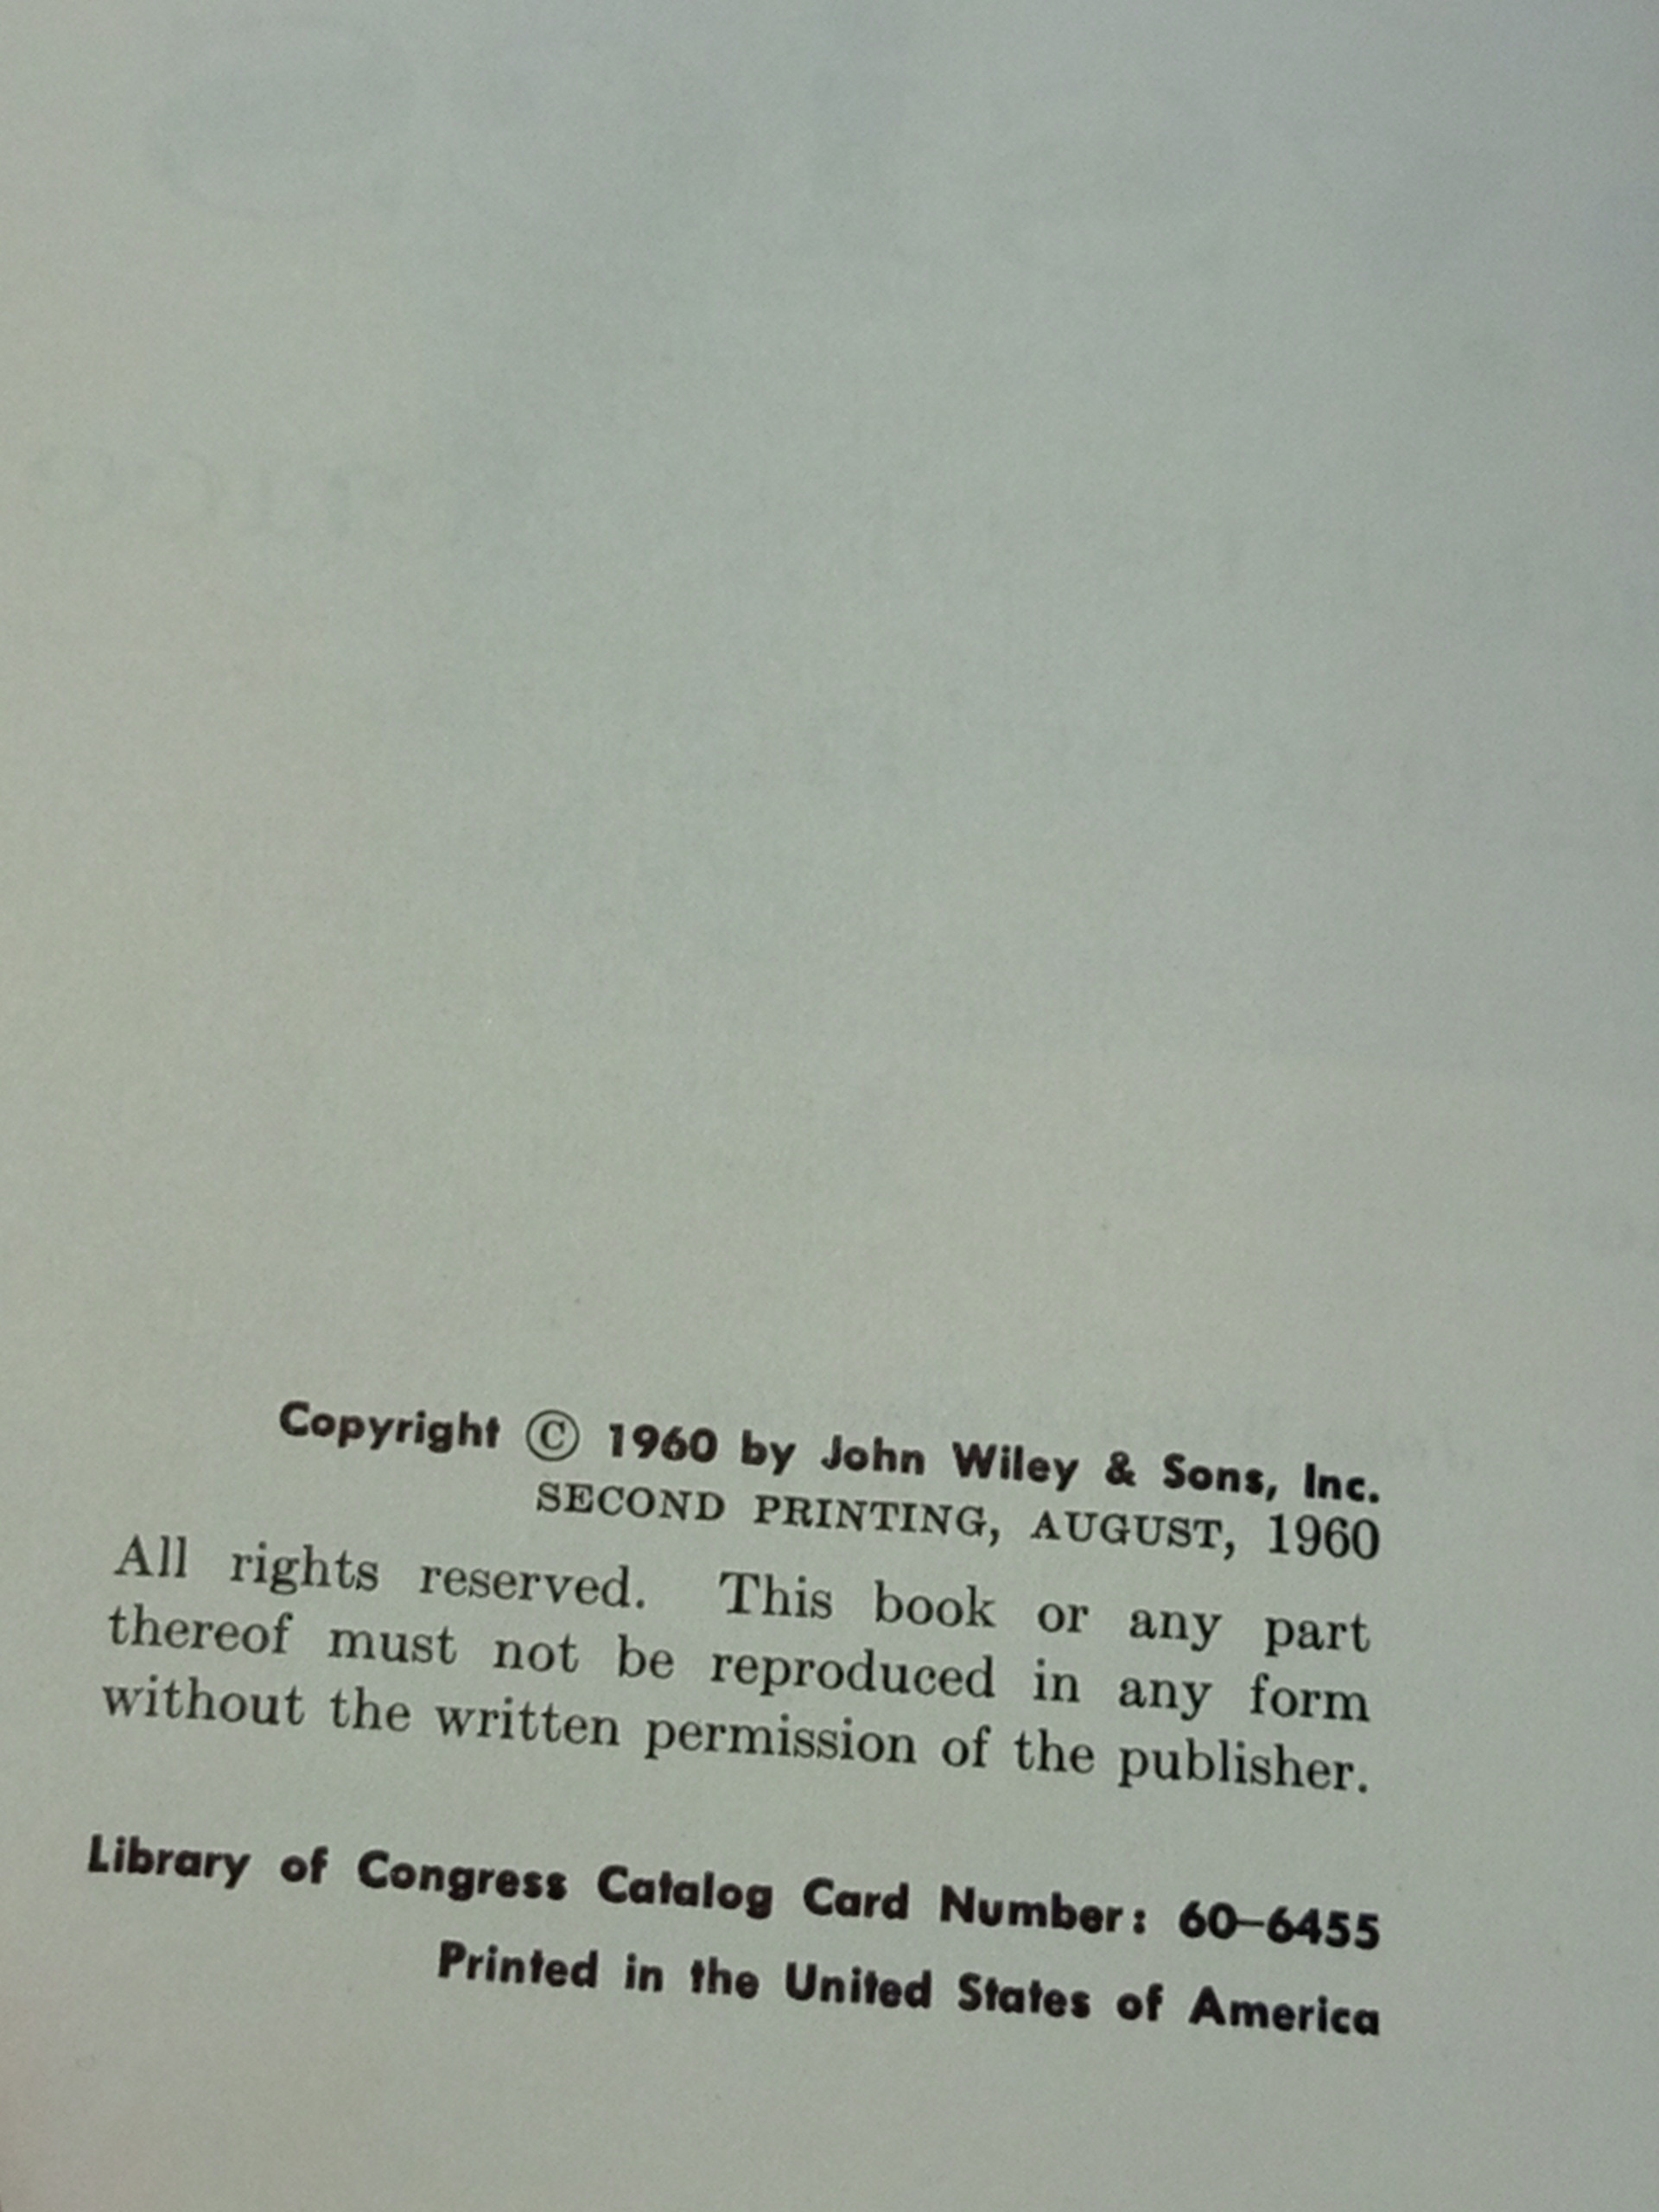 Copyright © 1960 by John Wiley & Sons, Inc.
SECOND PRINTING, AUGUST, 1960
All rights reserved. This book or any part
thereof must not be reproduced in any form
without the written permission of the publisher.
Library of Congress Catalog Card Number: 60–6455
Printed in the United States of America